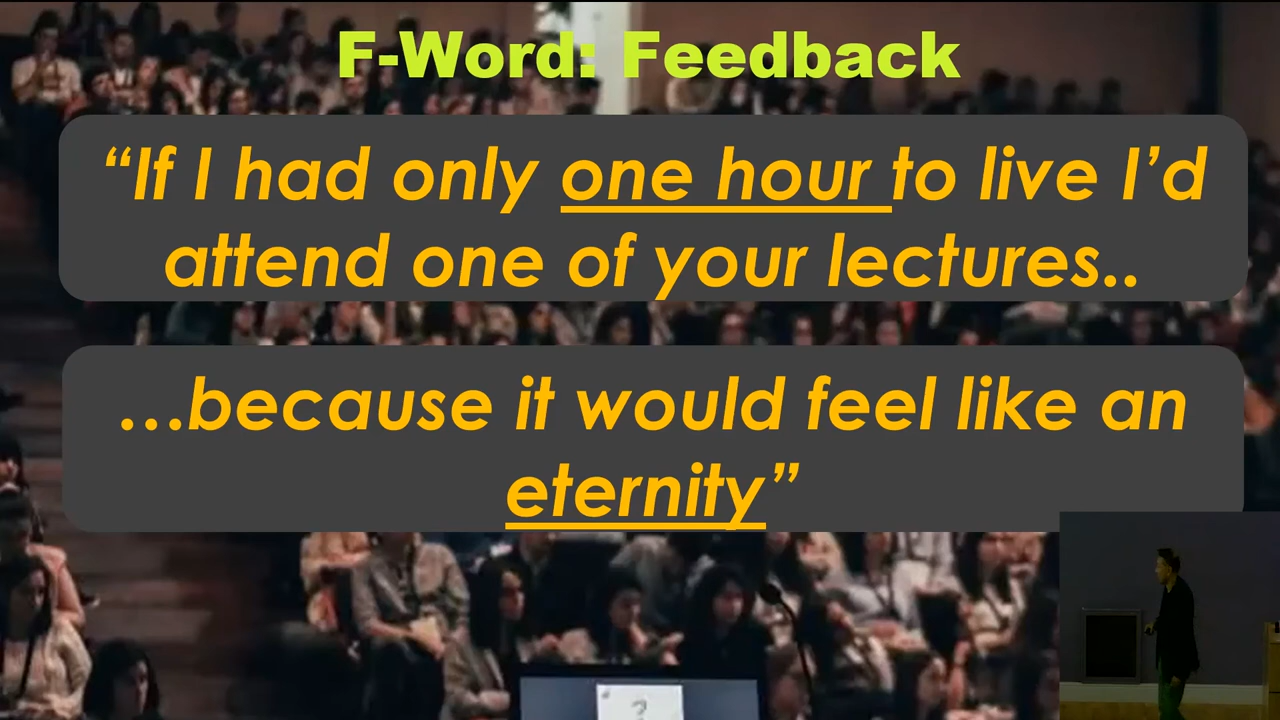 F-Word: Feedback
“If I had only one hour to live I’d
attend one of your lectures..
...because it would feel like an
eternity”
?